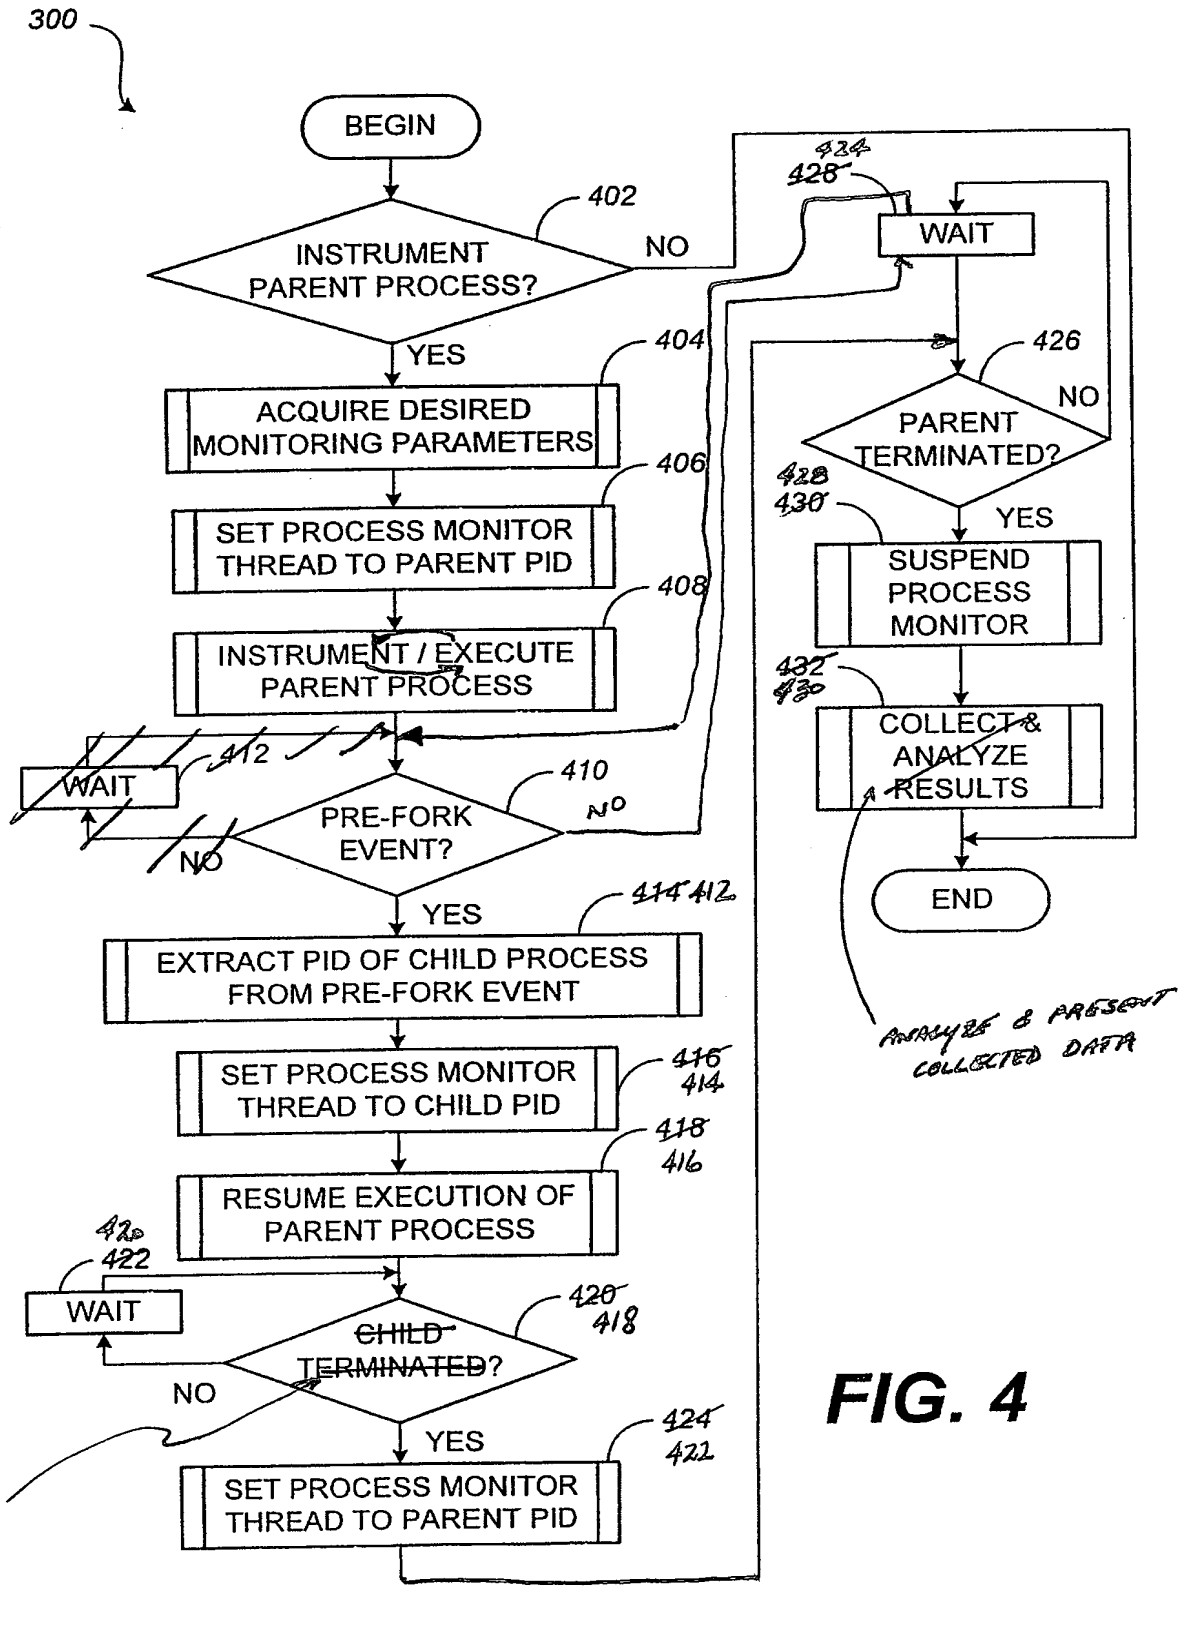 300
BEGIN
402
INSTRUMENT
PARENT PROCESS?
NO
YES
404
ACQUIRE DESIRED
MONITORING PARAMETERS
406
SET PROCESS MONITOR
THREAD TO PARENT PID
408
INSTRUMENT / EXECUTE
PARENT PROCESS
412
WAIT
NO
410
PRE-FORK
EVENT?
NO
YES
414 412
EXTRACT PID OF CHILD PROCESS
FROM PRE-FORK EVENT
416
414
SET PROCESS MONITOR
THREAD TO CHILD PID
418
416
RESUME EXECUTION OF
PARENT PROCESS
420
422
WAIT
420
418
CHILD
TERMINATED?
NO
YES
424
422
SET PROCESS MONITOR
THREAD TO PARENT PID
424
428
WAIT
426
PARENT
TERMINATED?
NO
YES
428
430
SUSPEND
PROCESS
MONITOR
432
430
COLLECT &
ANALYZE
RESULTS
END
ANALYZE & PRESENT
COLLECTED DATA
FIG. 4